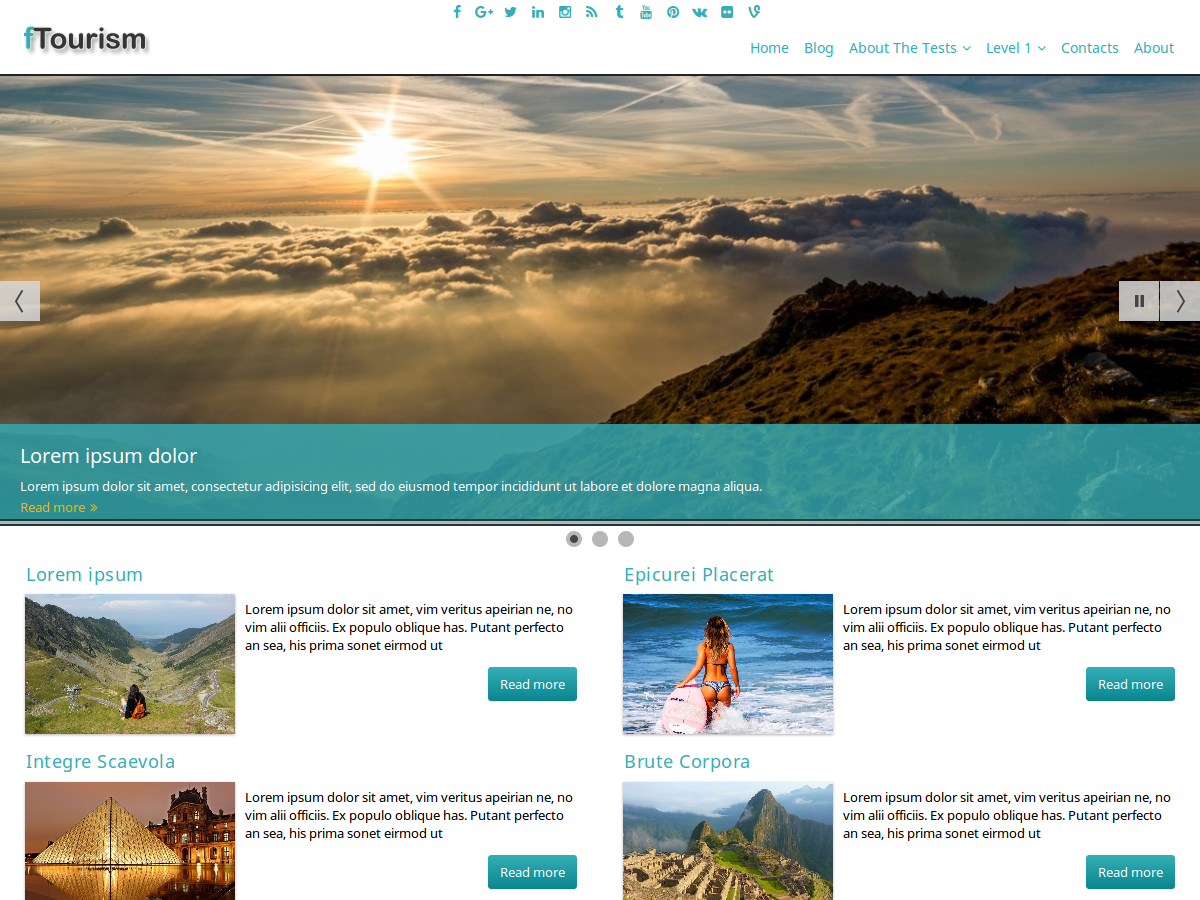 fTourism
Home Blog About The Tests Level 1 Contacts About
Lorem ipsum dolor
Lorem ipsum dolor sit amet, consectetur adipisicing elit, sed do eiusmod tempor incididunt ut labore et dolore magna aliqua.
Read more »
Lorem ipsum
Lorem ipsum dolor sit amet, vim veritus apeirian ne, no
vim alii officiis. Ex populo oblique has. Putant perfecto
an sea, his prima sonet eirmod ut
Read more
Epicurei Placerat
Lorem ipsum dolor sit amet, vim veritus apeirian ne, no
vim alii officiis. Ex populo oblique has. Putant perfecto
an sea, his prima sonet eirmod ut
Read more
Integre Scaevola
Lorem ipsum dolor sit amet, vim veritus apeirian ne, no
vim alii officiis. Ex populo oblique has. Putant perfecto
an sea, his prima sonet eirmod ut
Read more
Brute Corpora
Lorem ipsum dolor sit amet, vim veritus apeirian ne, no
vim alii officiis. Ex populo oblique has. Putant perfecto
an sea, his prima sonet eirmod ut
Read more